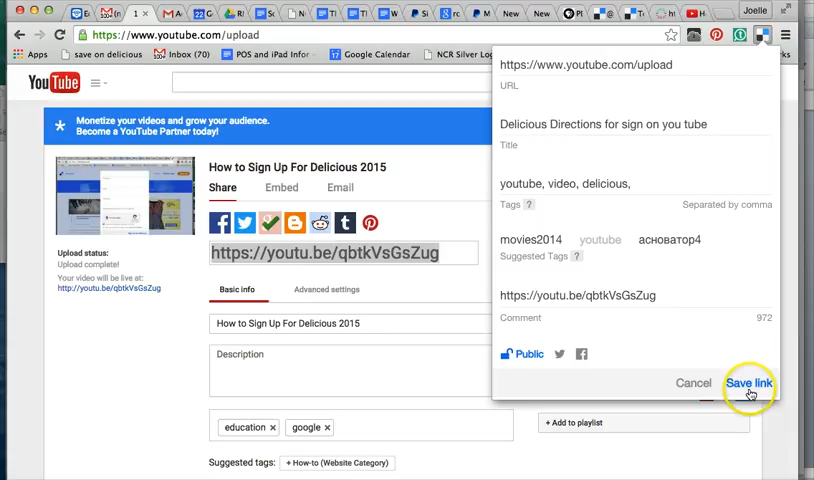 Joelle
https://www.youtube.com/upload
Apps
save on delicious
Inbox (70)
POS and iPad Infor
Google Calendar
NCR Silver Log
YouTube
Monetize your videos and grow your audience.
Become a YouTube Partner today!
How to Sign Up For Delicious 2015
Share
Embed
Email
https://youtu.be/qbtkVsGsZug
Upload status:
Upload complete!
Your video will be live at:
http://youtu.be/qbtkVsGsZug
Basic info
Advanced settings
How to Sign Up For Delicious 2015
Description
education ×
google ×
+ Add to playlist
Suggested tags:
+ How-to (Website Category)
https://www.youtube.com/upload
URL
Delicious Directions for sign on you tube
Title
youtube, video, delicious,
Tags ?
Separated by comma
movies2014 youtube асноватор4
Suggested Tags ?
https://youtu.be/qbtkVsGsZug
Comment
972
Public
Cancel
Save link